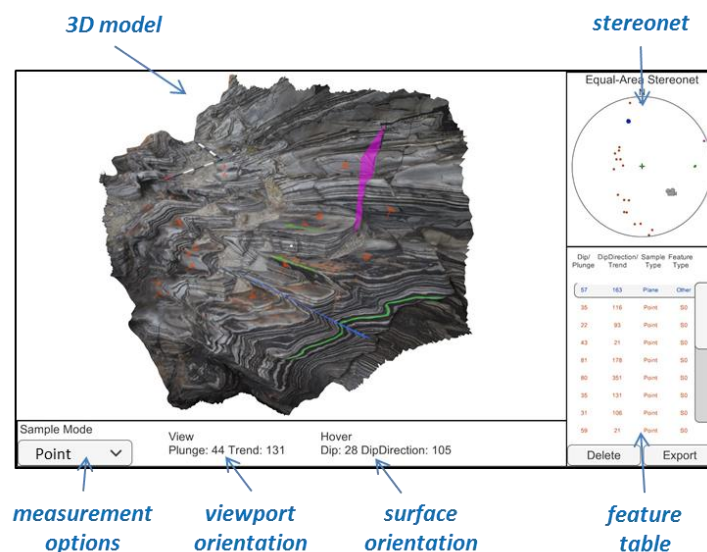 3D model
stereonet
Equal-Area Stereonet
N
Dip/ DipDirection/ Sample Feature
Plunge Trend Type Type
57 163 Plane Other
35 116 Point S0
22 93 Point S0
43 21 Point S0
81 178 Point S0
80 351 Point S0
35 131 Point S0
31 106 Point S0
59 21 Point S0
Delete Export
Sample Mode
Point
View
Plunge: 44 Trend: 131
Hover
Dip: 28 DipDirection: 105
measurement
options
viewport
orientation
surface
orientation
feature
table